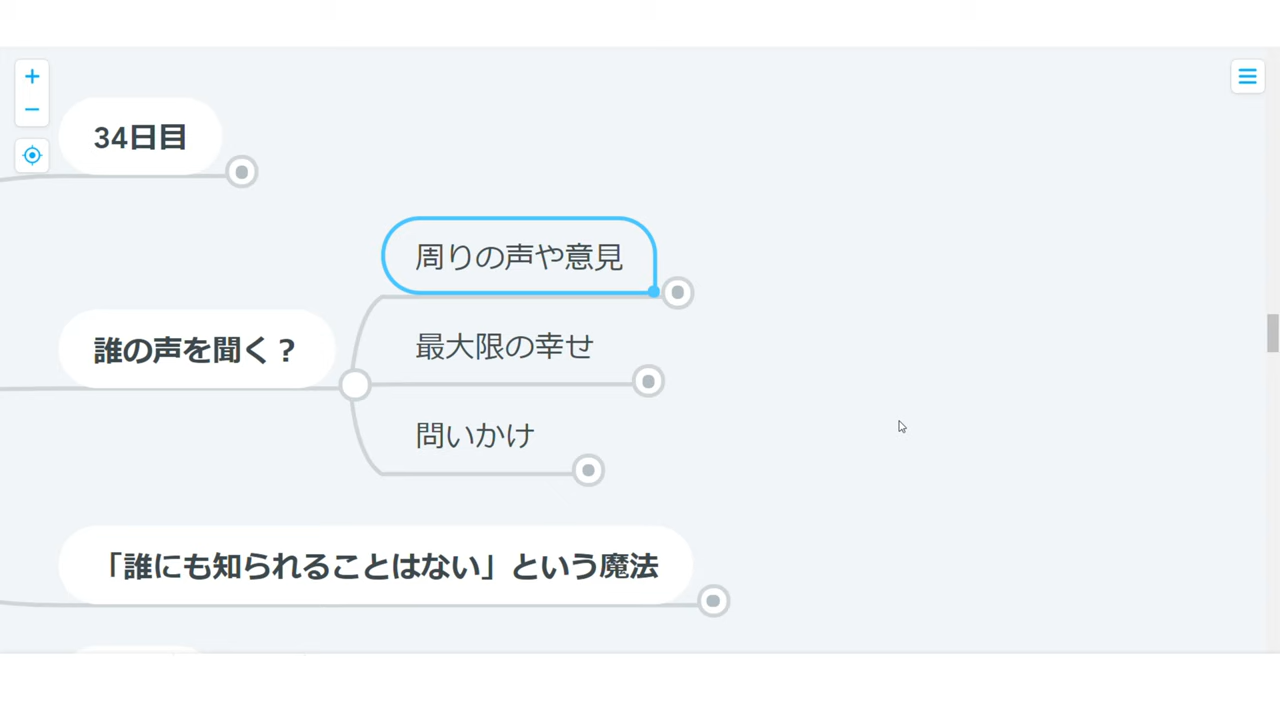 34日目
周りの声や意見
誰の声を聞く？
最大限の幸せ
問いかけ
「誰にも知られることはない」という魔法